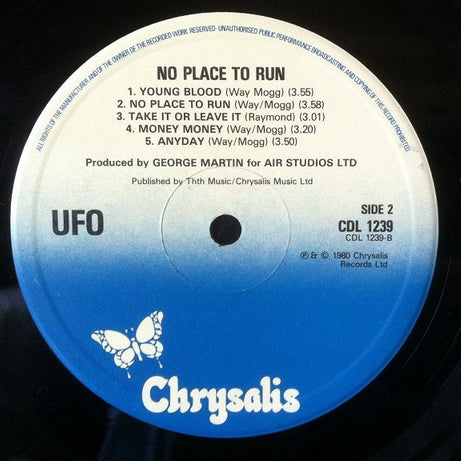 ALL RIGHTS OF THE MANUFACTURER AND OF THE OWNER OF THE RECORDED WORK RESERVED · UNAUTHORISED PUBLIC PERFORMANCE BROADCASTING AND COPYING OF THIS RECORD PROHIBITED
NO PLACE TO RUN
1. YOUNG BLOOD (Way Mogg) (3.55)
2. NO PLACE TO RUN (Way/Mogg) (3.58)
3. TAKE IT OR LEAVE IT (Raymond) (3.01)
4. MONEY MONEY (Way/Mogg) (3.20)
5. ANYDAY (Way/Mogg) (3.50)
Produced by GEORGE MARTIN for AIR STUDIOS LTD
Published by Thth Music/Chrysalis Music Ltd
UFO
SIDE 2
CDL 1239
CDL 1239-B
℗ & © 1980 Chrysalis
Records Ltd
Chrysalis